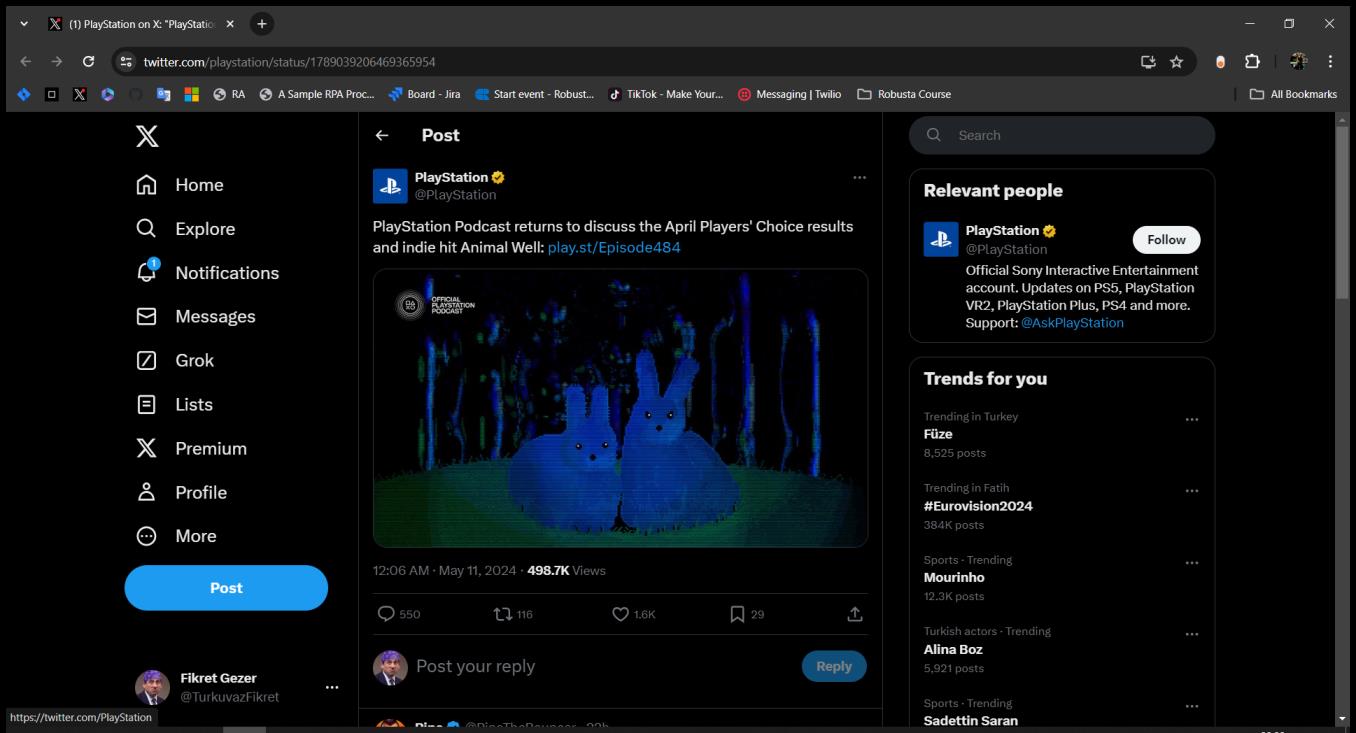 (1) PlayStation on X: "PlayStatio
twitter.com/playstation/status/1789039206469365954
RA
A Sample RPA Proc...
Board - Jira
Start event - Robust...
TikTok - Make Your...
Messaging | Twilio
Robusta Course
All Bookmarks
Home
Explore
1
Notifications
Messages
Grok
Lists
Premium
Profile
More
Post
Fikret Gezer
@TurkuvazFikret
https://twitter.com/PlayStation
Post
PlayStation
@PlayStation
PlayStation Podcast returns to discuss the April Players' Choice results
and indie hit Animal Well: play.st/Episode484
OFFICIAL
PLAYSTATION
PODCAST
12:06 AM · May 11, 2024 · 498.7K Views
550
116
1.6K
29
Post your reply
Reply
Search
Relevant people
PlayStation
@PlayStation
Follow
Official Sony Interactive Entertainment
account. Updates on PS5, PlayStation
VR2, PlayStation Plus, PS4 and more.
Support: @AskPlayStation
Trends for you
Trending in Turkey
Füze
8,525 posts
Trending in Fatih
#Eurovision2024
384K posts
Sports · Trending
Mourinho
12.3K posts
Turkish actors · Trending
Alina Boz
5,921 posts
Sports · Trending
Sadettin Saran